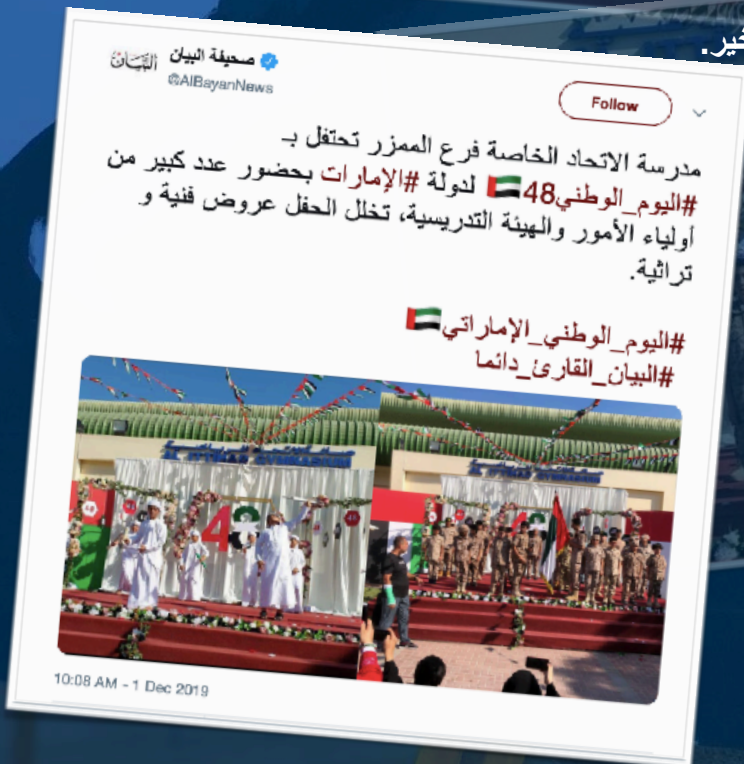 صحيفة البيان
البيان
@AlBayanNews
Follow
مدرسة الاتحاد الخاصة فرع الممزر تحتفل بـ
#اليوم_الوطني48🇦🇪 لدولة #الإمارات بحضور عدد كبير من
أولياء الأمور والهيئة التدريسية، تخلل الحفل عروض فنية و
تراثية.
#اليوم_الوطني_الإماراتي🇦🇪
#البيان_القارئ_دائما
48
10:08 AM - 1 Dec 2019